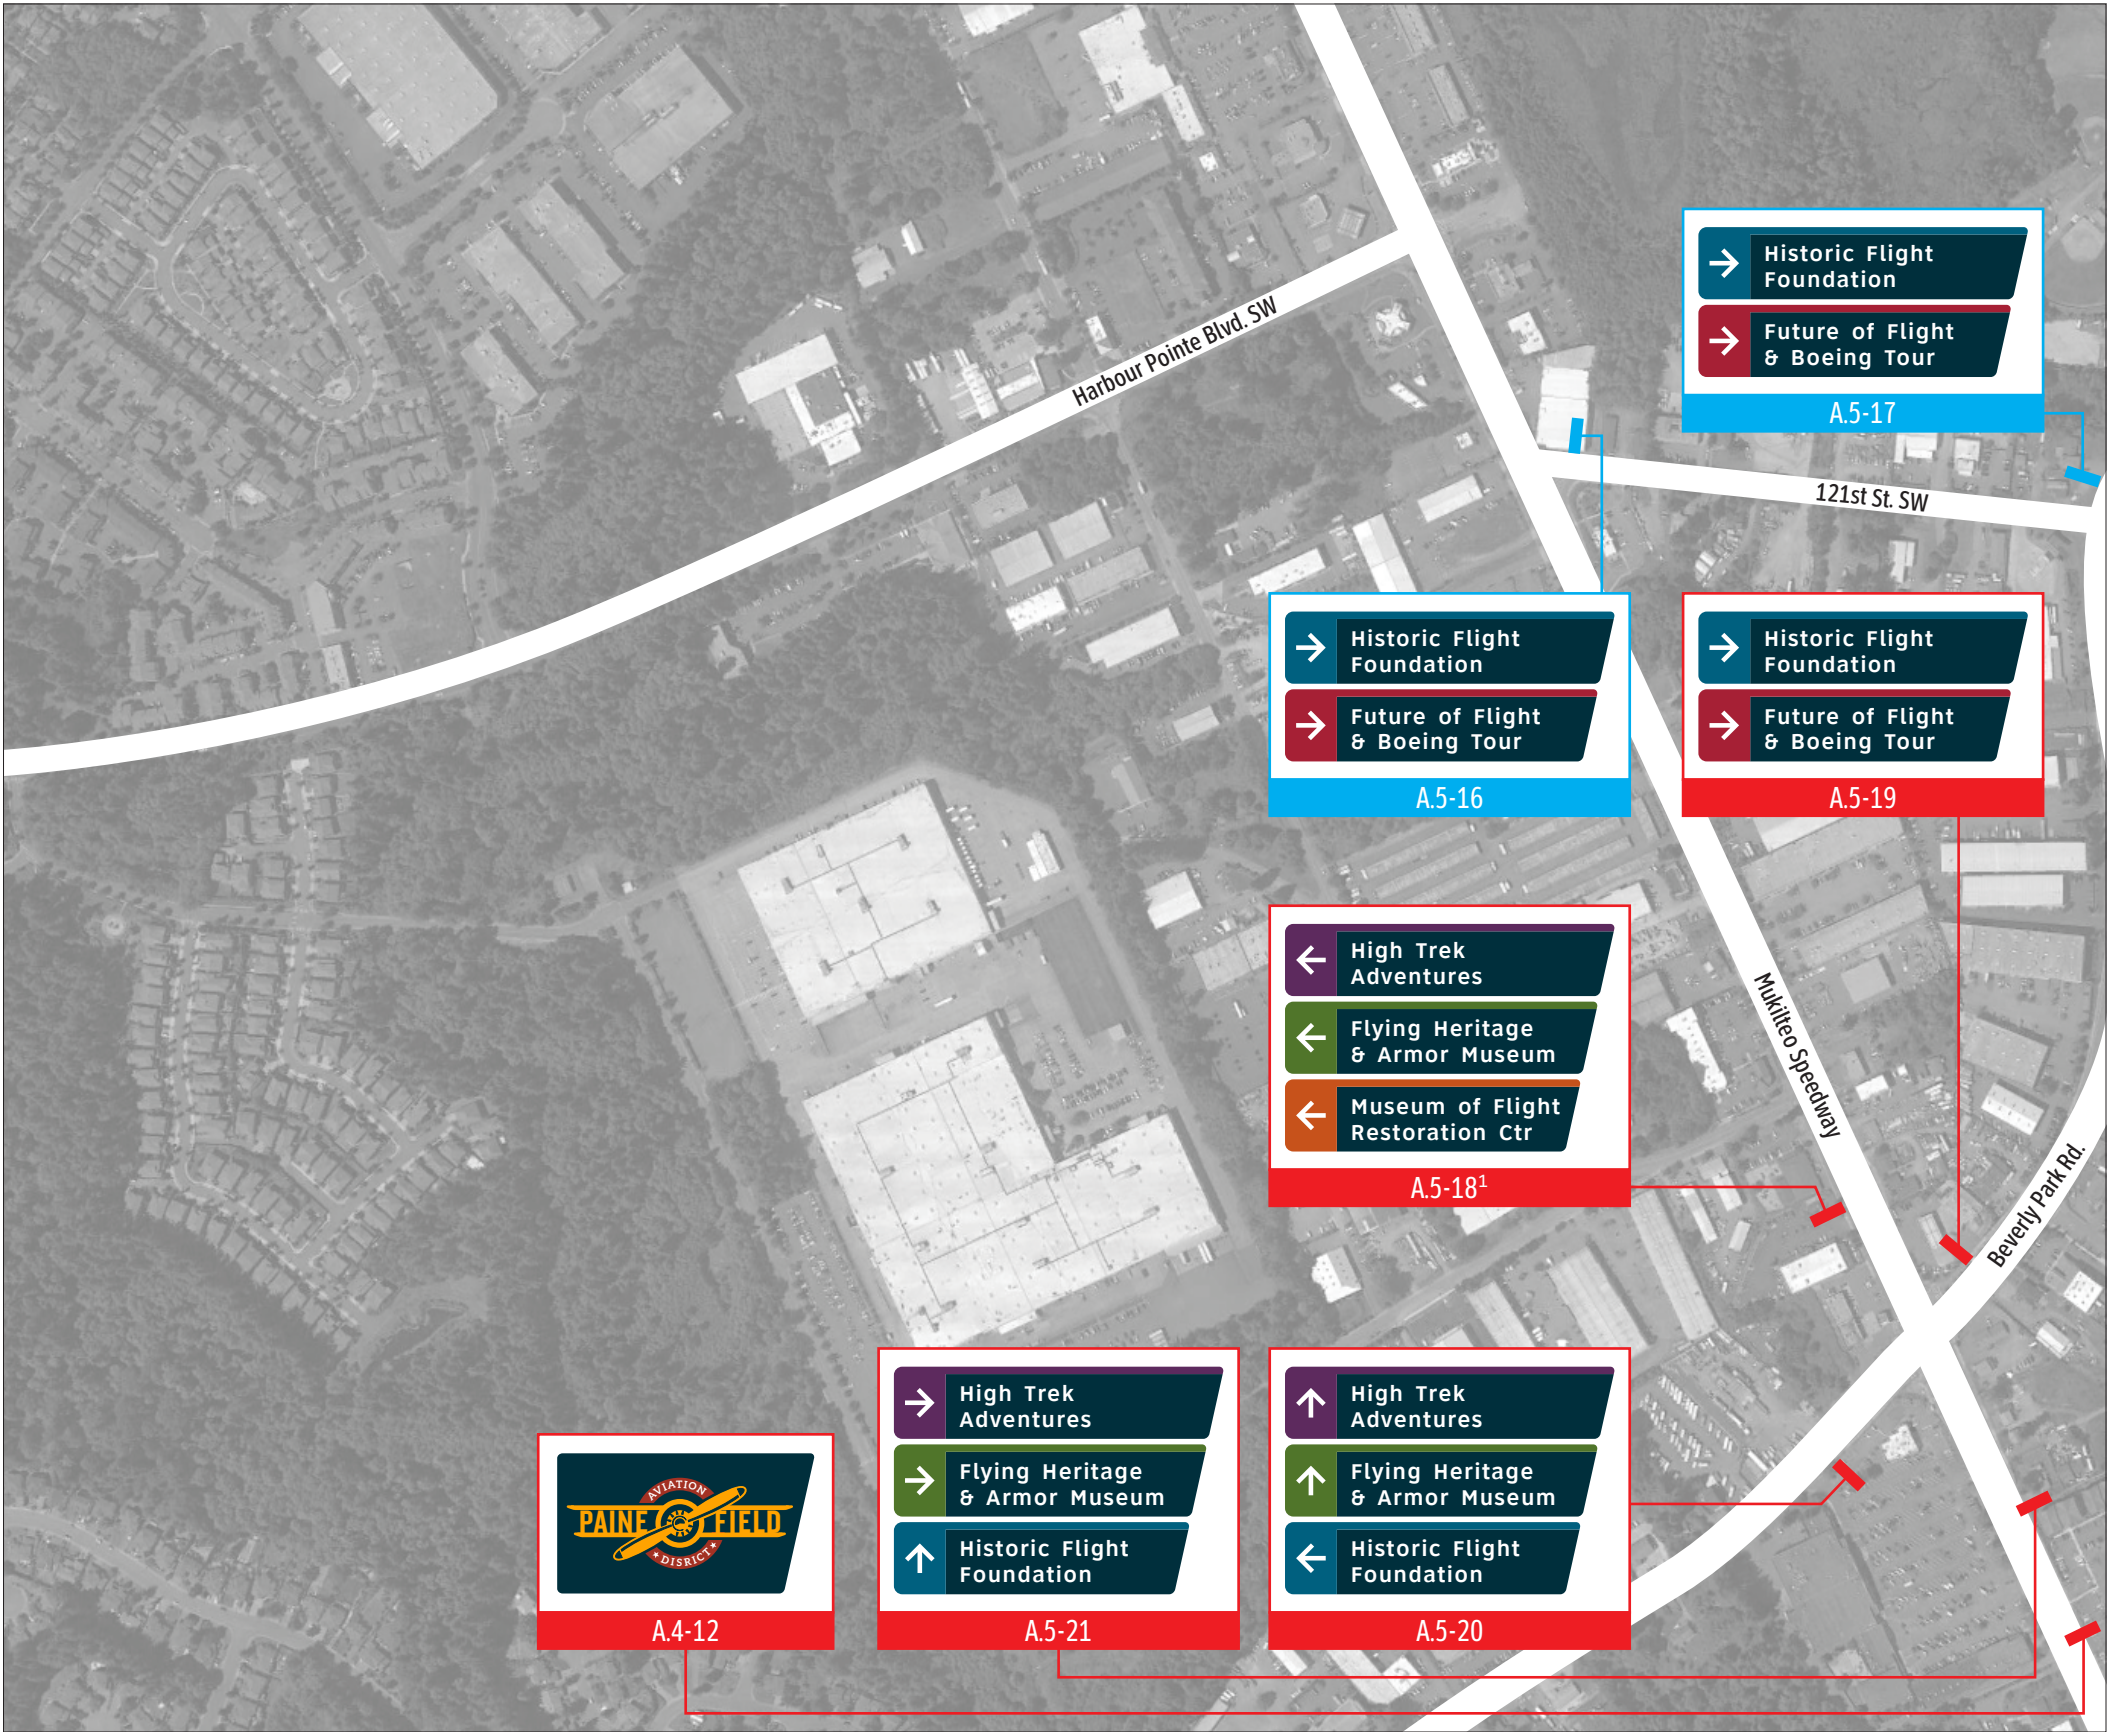 Harbour Pointe Blvd. SW
Historic Flight
Foundation
Future of Flight
& Boeing Tour
A.5-17
121st St. SW
Historic Flight
Foundation
Future of Flight
& Boeing Tour
A.5-16
Historic Flight
Foundation
Future of Flight
& Boeing Tour
A.5-19
High Trek
Adventures
Flying Heritage
& Armor Museum
Museum of Flight
Restoration Ctr
A.5-18¹
Mukilteo Speedway
Beverly Park Rd.
AVIATION
PAINE FIELD
DISRICT
A.4-12
High Trek
Adventures
Flying Heritage
& Armor Museum
Historic Flight
Foundation
A.5-21
High Trek
Adventures
Flying Heritage
& Armor Museum
Historic Flight
Foundation
A.5-20